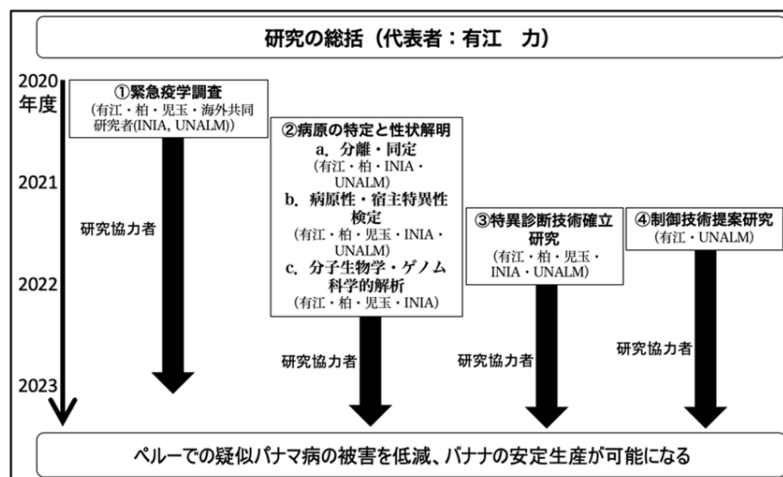 研究の総括（代表者：有江　力）
2020
年度
2021
2022
2023
①緊急疫学調査
（有江・柏・児玉・海外共同
研究者(INIA, UNALM)）
研究協力者
②病原の特定と性状解明
a．分離・同定
（有江・柏・INIA・
UNALM）
b．病原性・宿主特異性
検定
（有江・柏・児玉・INIA・
UNALM）
c．分子生物学・ゲノム
科学的解析
（有江・柏・児玉・INIA）
研究協力者
③特異診断技術確立
研究
（有江・柏・児玉・
INIA・UNALM）
研究協力者
④制御技術提案研究
（有江・UNALM）
研究協力者
ペルーでの疑似パナマ病の被害を低減、バナナの安定生産が可能になる